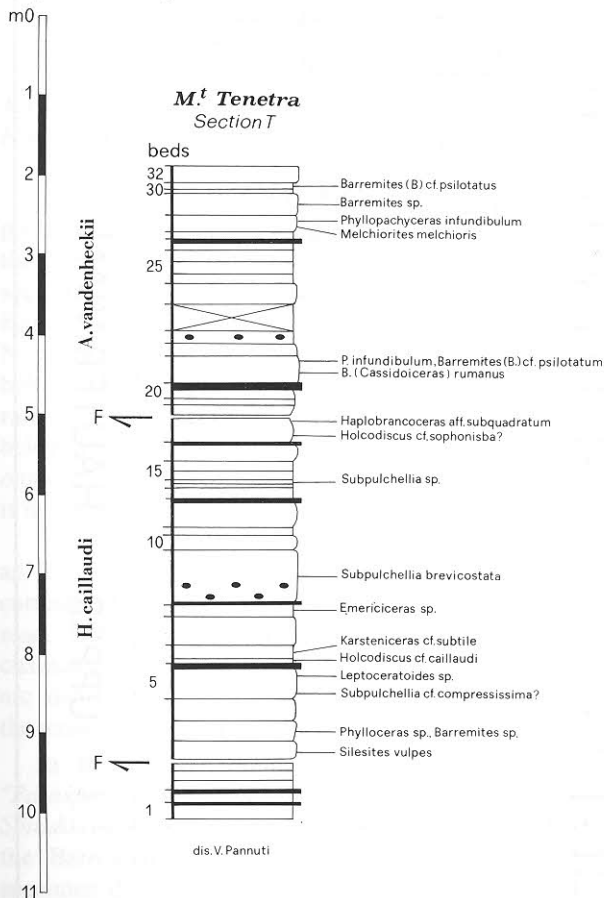 m0
1
2
3
4
5
6
7
8
9
10
11
A.vandenheckii
H.caillaudi
M.t Tenetra
Section T
beds
32
30
25
20
15
10
5
1
F
F
Barremites (B) cf. psilotatus
Barremites sp.
Phyllopachyceras infundibulum
Melchiorites melchioris
P. infundibulum, Barremites (B.) cf. psilotatum
B. (Cassidoiceras) rumanus
Haplobrancoceras aff. subquadratum
Holcodiscus cf. sophonisba?
Subpulchellia sp.
Subpulchellia brevicostata
Emericiceras sp.
Karsteniceras cf. subtile
Holcodiscus cf. caillaudi
Leptoceratoides sp.
Subpulchellia cf. compressissima?
Phylloceras sp., Barremites sp.
Silesites vulpes
dis. V. Pannuti